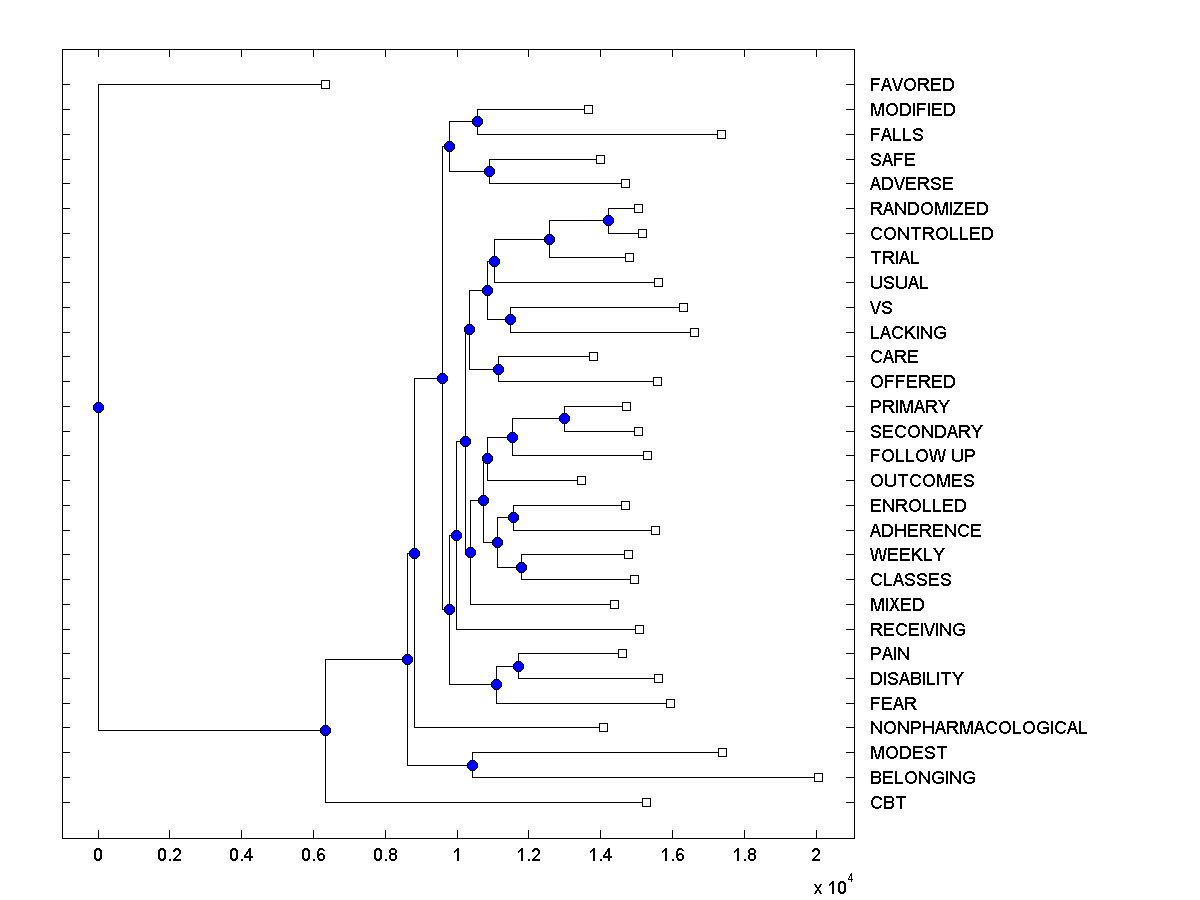 FAVORED
MODIFIED
FALLS
SAFE
ADVERSE
RANDOMIZED
CONTROLLED
TRIAL
USUAL
VS
LACKING
CARE
OFFERED
PRIMARY
SECONDARY
FOLLOW UP
OUTCOMES
ENROLLED
ADHERENCE
WEEKLY
CLASSES
MIXED
RECEIVING
PAIN
DISABILITY
FEAR
NONPHARMACOLOGICAL
MODEST
BELONGING
CBT
0 0.2 0.4 0.6 0.8 1 1.2 1.4 1.6 1.8 2
x 10^4